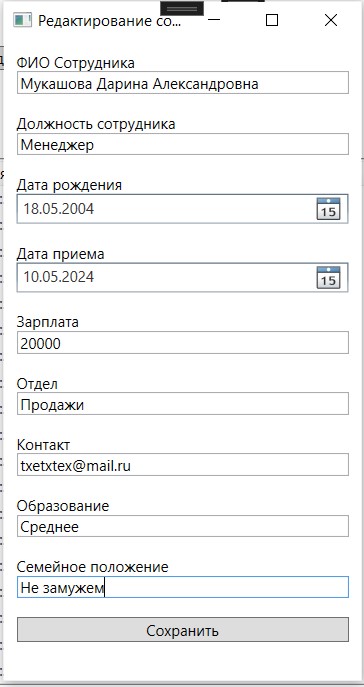 Редактирование со...
ФИО Сотрудника
Мукашова Дарина Александровна
Должность сотрудника
Менеджер
Дата рождения
18.05.2004
15
Дата приема
10.05.2024
15
Зарплата
20000
Отдел
Продажи
Контакт
txetxtex@mail.ru
Образование
Среднее
Семейное положение
Не замужем
Сохранить